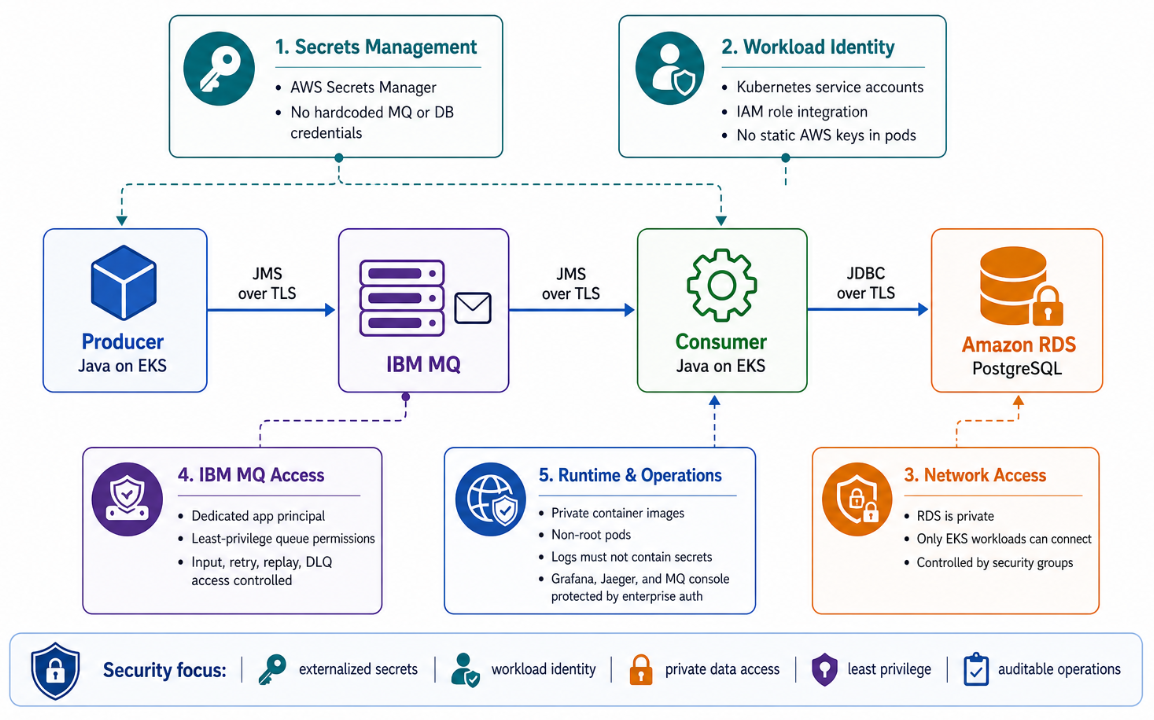 1. Secrets Management
• AWS Secrets Manager
• No hardcoded MQ or DB
credentials
2. Workload Identity
• Kubernetes service accounts
• IAM role integration
• No static AWS keys in pods
Producer
Java on EKS
JMS
over TLS
IBM MQ
JMS
over TLS
Consumer
Java on EKS
JDBC
over TLS
Amazon RDS
PostgreSQL
4. IBM MQ Access
• Dedicated app principal
• Least-privilege queue permissions
• Input, retry, replay, DLQ
access controlled
5. Runtime & Operations
• Private container images
• Non-root pods
• Logs must not contain secrets
• Grafana, Jaeger, and MQ console
protected by enterprise auth
3. Network Access
• RDS is private
• Only EKS workloads can connect
• Controlled by security groups
Security focus: externalized secrets workload identity private data access least privilege auditable operations